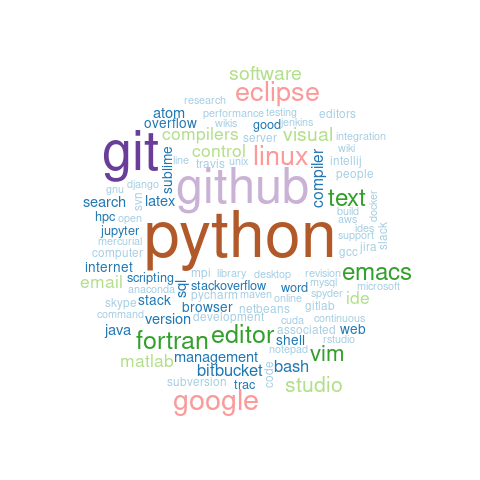 software
eclipse
research
atom
performance
testing
editors
overflow
wikis
good
jenkins
git
compilers
server
visual
integration
control
linux
wiki
line
travis
unix
intellij
sublime
compiler
people
gnu
django
github
text
docker
search
svn
latex
build
hpc
open
aws
jupyter
python
ides
slack
mercurial
support
jira
computer
gcc
internet
mpi
library
desktop
revision
emacs
email
scripting
sql
stackoverflow
mysql
microsoft
anaconda
pycharm
maven
word
spyder
ide
skype
stack
browser
netbeans
online
gitlab
command
version
development
cuda
continuous
java
fortran
editor
associated
web
shell
rstudio
matlab
management
notepad
vim
bitbucket
code
bash
subversion
trac
studio
google